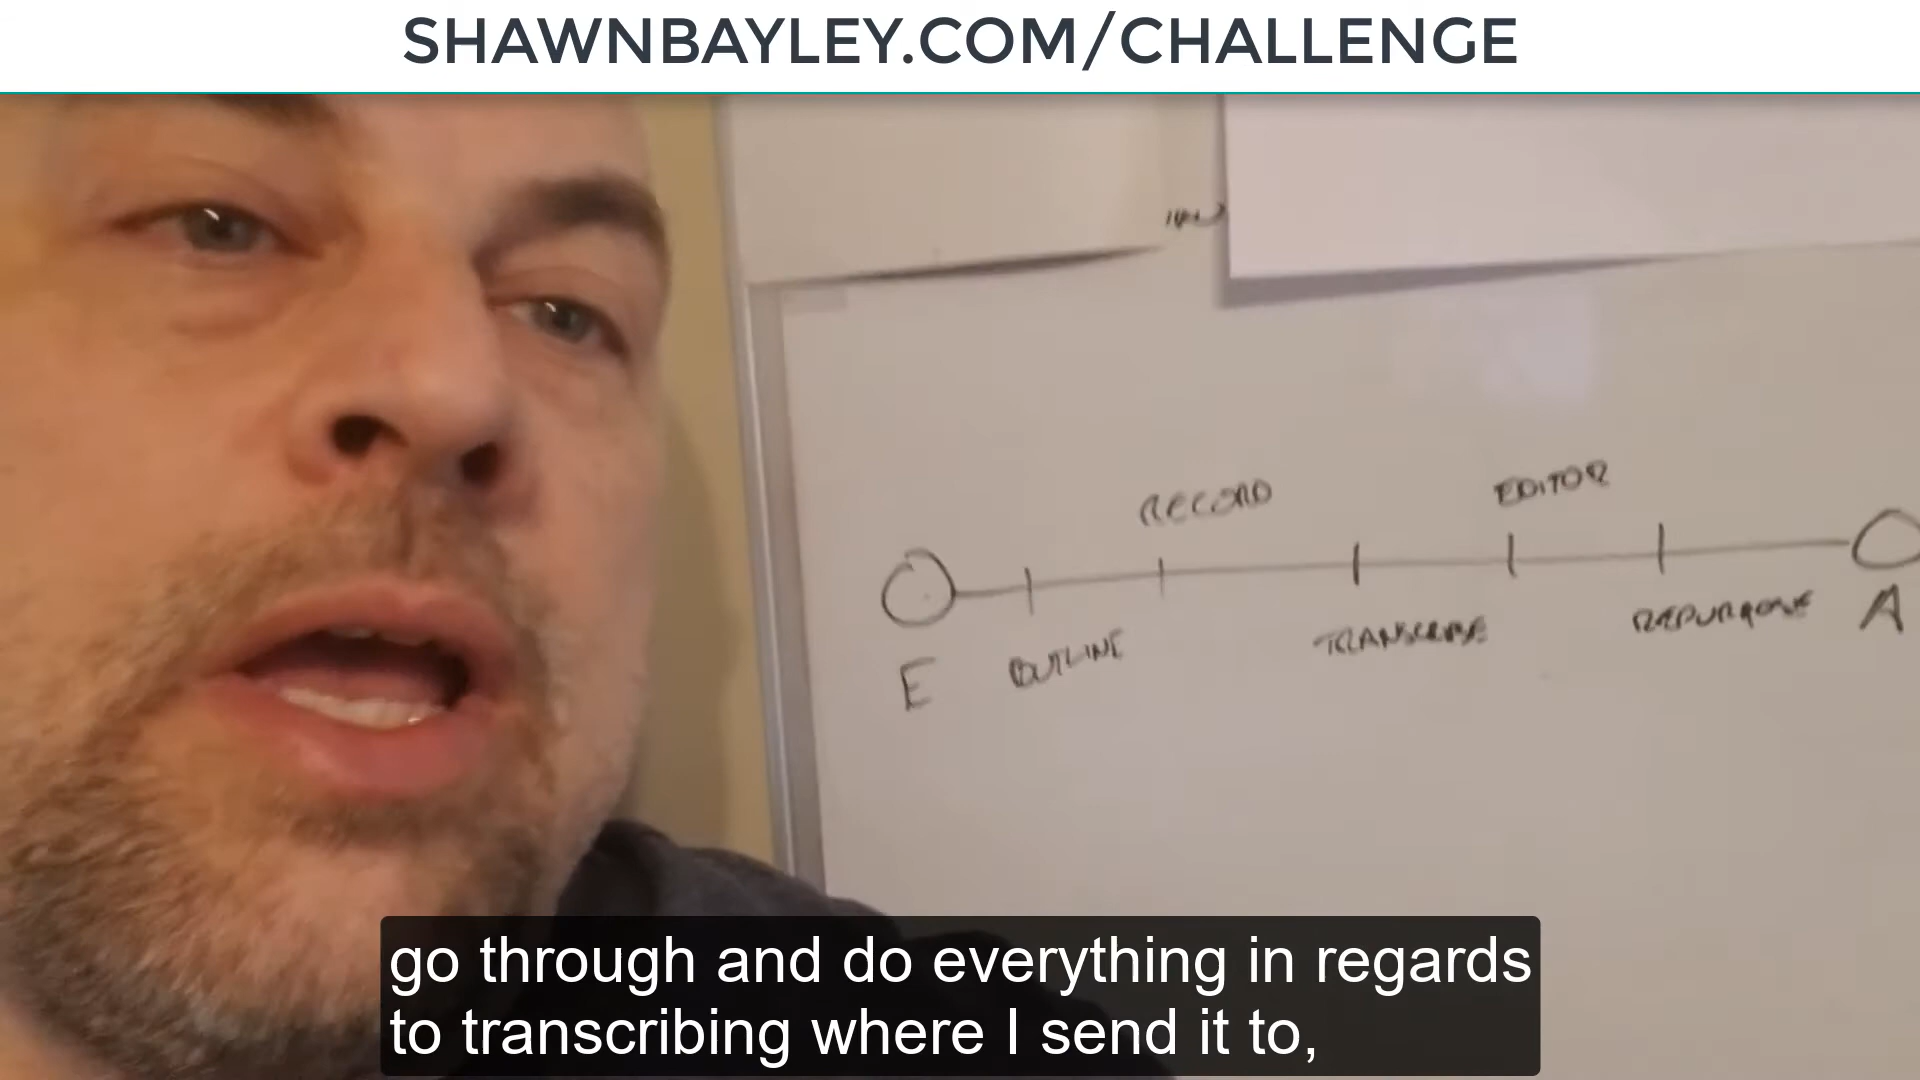 SHAWNBAYLEY.COM/CHALLENGE
RECORD
EDITOR
E
OUTLINE
TRANSCRIBE
REPURPOSE
A
go through and do everything in regards
to transcribing where I send it to,